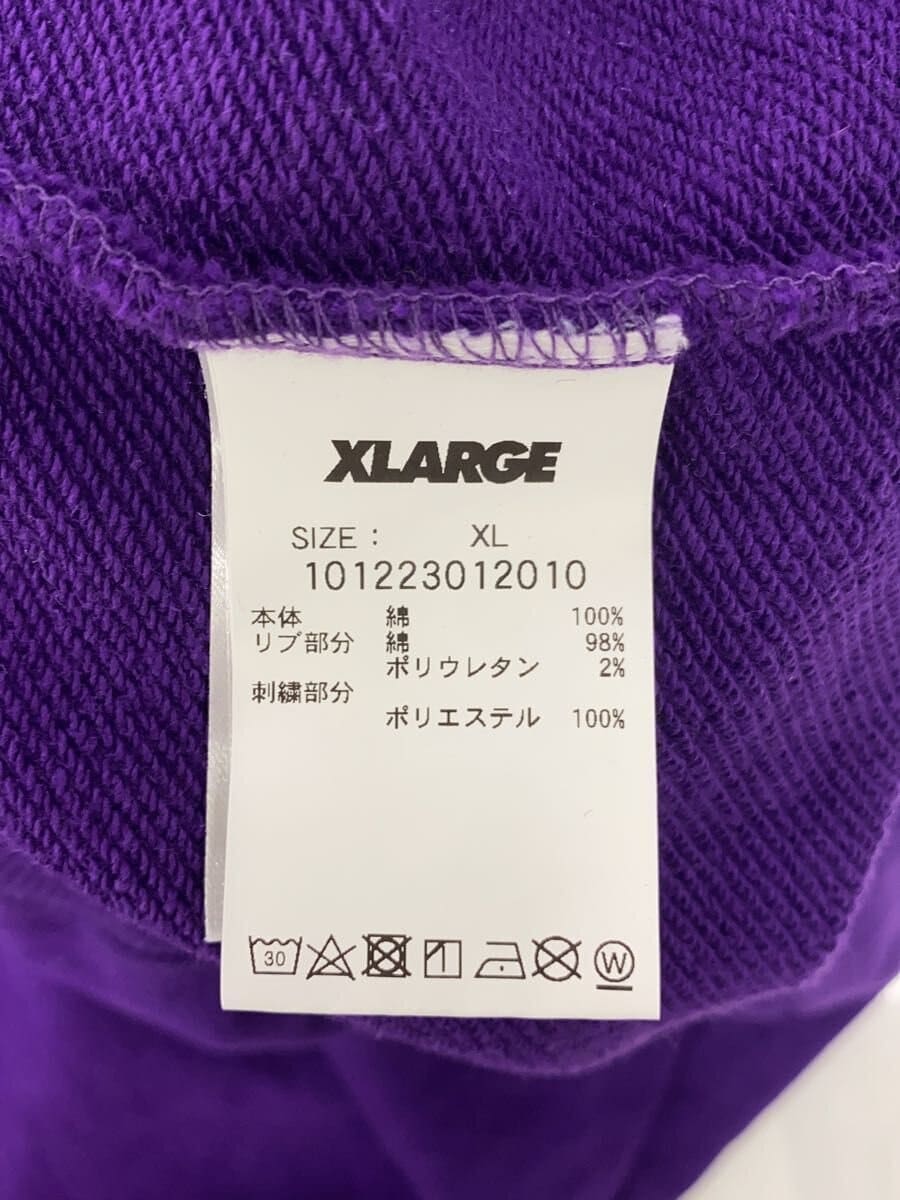 XLARGE
SIZE : XL
101223012010
本体 綿 100%
リブ部分 綿 98%
ポリウレタン 2%
刺繍部分
ポリエステル 100%
30 W